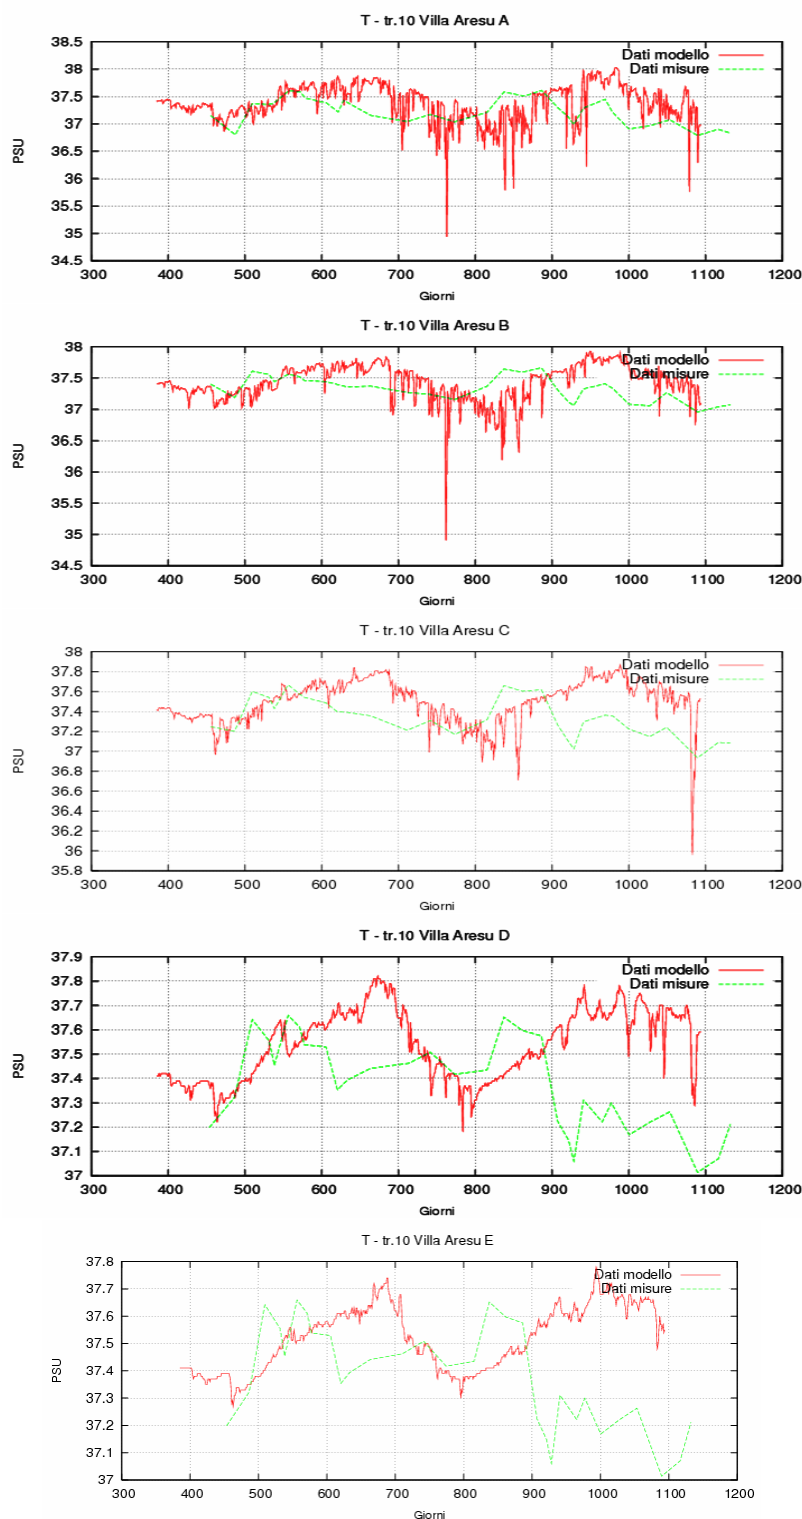 T - tr.10 Villa Aresu A
38.5
Dati modello
38
Dati misure
37.5
37
PSU
36.5
36
35.5
35
34.5
300 400 500 600 700 800 900 1000 1100 1200
Giorni
T - tr.10 Villa Aresu B
38
Dati modello
37.5
Dati misure
37
36.5
PSU
36
35.5
35
34.5
300 400 500 600 700 800 900 1000 1100 1200
Giorni
T - tr.10 Villa Aresu C
38
Dati modello
37.8
Dati misure
37.6
37.4
37.2
37
PSU
36.8
36.6
36.4
36.2
36
35.8
300 400 500 600 700 800 900 1000 1100 1200
Giorni
T - tr.10 Villa Aresu D
37.9
Dati modello
37.8
Dati misure
37.7
37.6
37.5
PSU
37.4
37.3
37.2
37.1
37
300 400 500 600 700 800 900 1000 1100 1200
Giorni
T - tr.10 Villa Aresu E
37.8
Dati modello
37.7
Dati misure
37.6
37.5
PSU
37.4
37.3
37.2
37.1
37
300 400 500 600 700 800 900 1000 1100 1200
Giorni